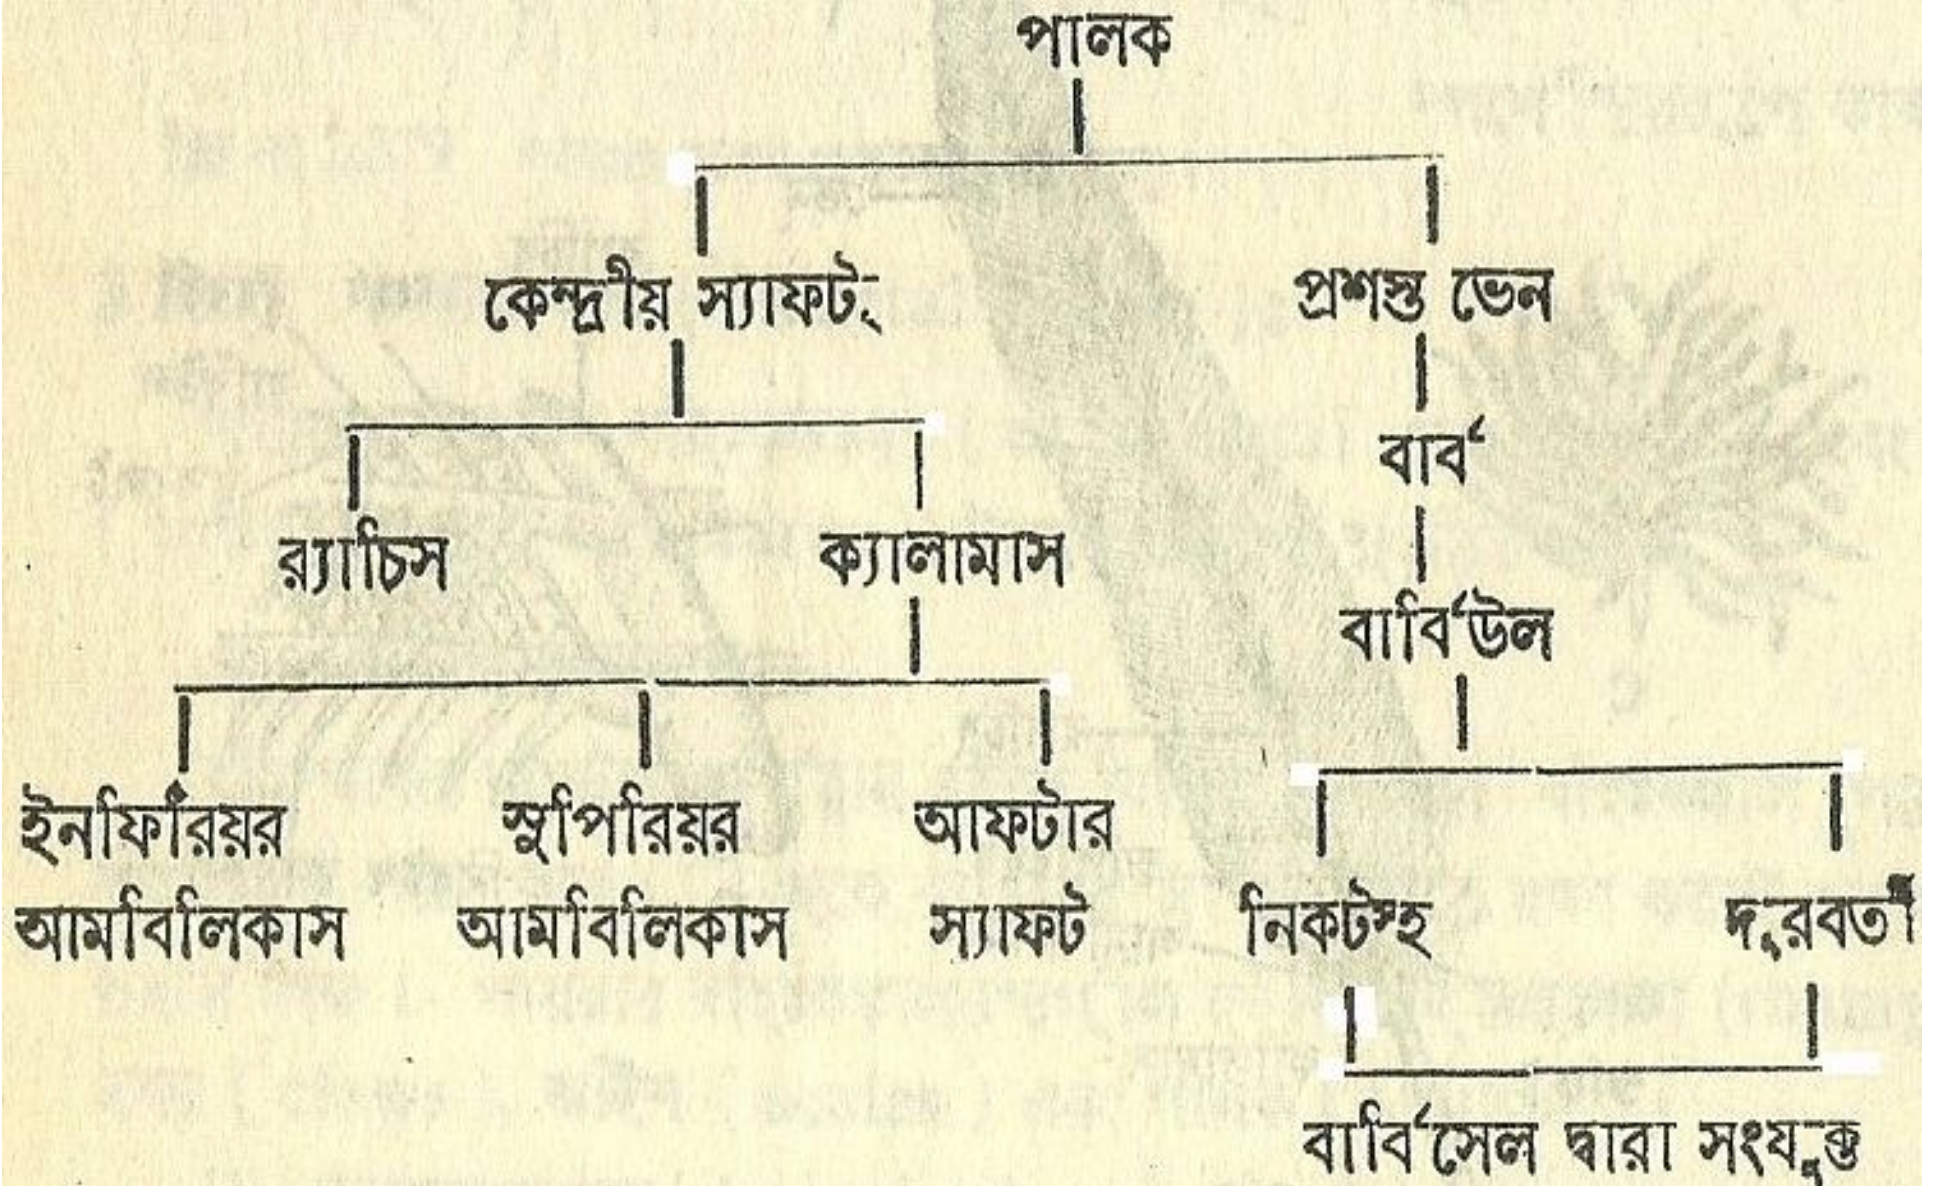 পালক
কেন্দ্রীয় স্যাফট্ প্রশস্ত ভেন
বার্ব
র‍্যাচিস ক্যালামাস
বার্বিউল
ইনফিরিয়র সুপিরিয়র আফটার
আমবিলিকাস আমবিলিকাস স্যাফট নিকটস্হ দূরবর্তী
বার্বিসেল দ্বারা সংযুক্ত